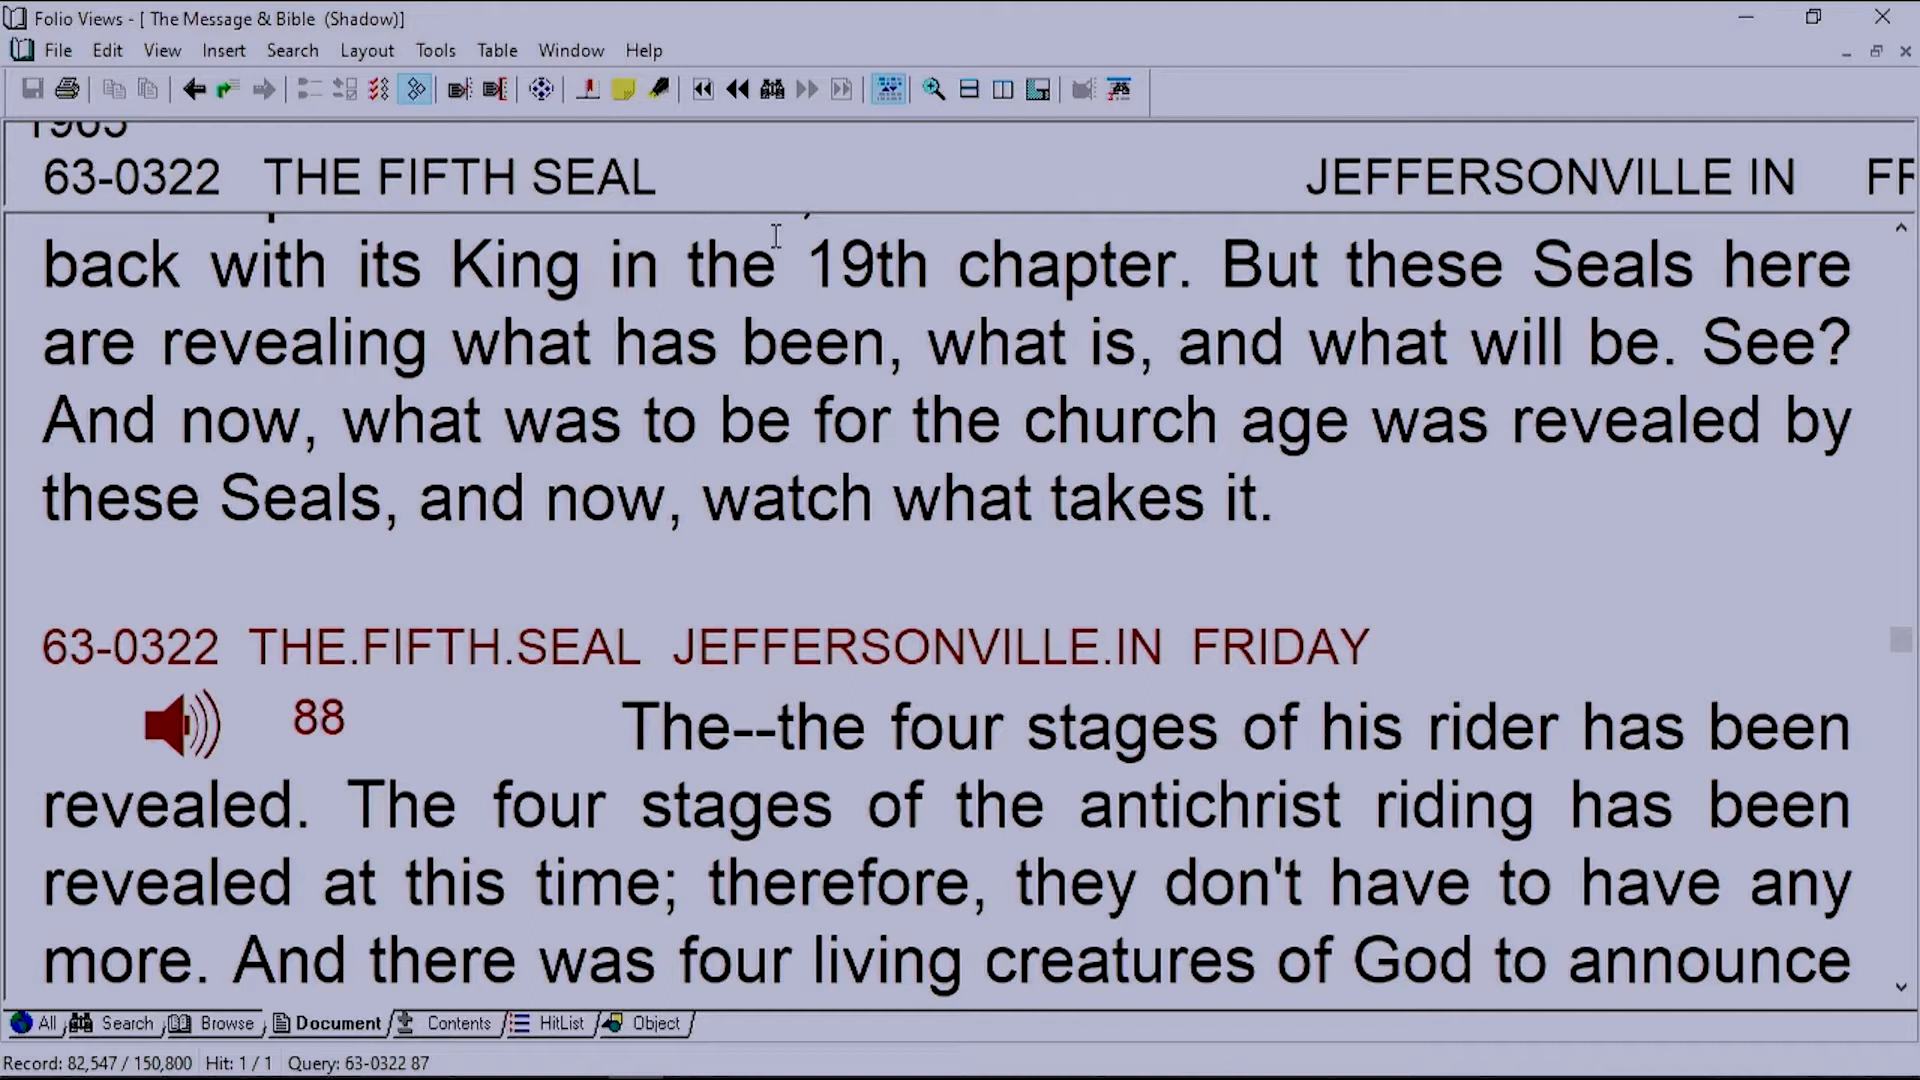 Folio Views - [ The Message & Bible (Shadow)]
File Edit View Insert Search Layout Tools Table Window Help
1963
63-0322 THE FIFTH SEAL JEFFERSONVILLE IN FR
back with its King in the 19th chapter. But these Seals here
are revealing what has been, what is, and what will be. See?
And now, what was to be for the church age was revealed by
these Seals, and now, watch what takes it.
63-0322 THE.FIFTH.SEAL JEFFERSONVILLE.IN FRIDAY
88 The--the four stages of his rider has been
revealed. The four stages of the antichrist riding has been
revealed at this time; therefore, they don't have to have any
more. And there was four living creatures of God to announce
All Search Browse Document Contents HitList Object
Record: 82,547 / 150,800 Hit: 1 / 1 Query: 63-0322 87